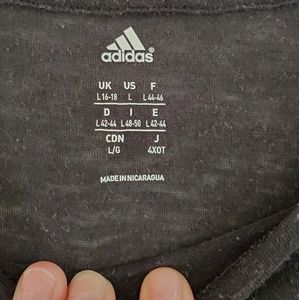 adidas®
UK US F
L 16-18 L L 44-46
D I E
L 42-44 L 48-50 L 42-44
CDN J
L/G 4XOT
MADE IN NICARAGUA